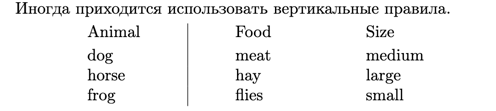 Иногда приходится использовать вертикальные правила.
Animal Food Size
dog meat medium
horse hay large
frog flies small